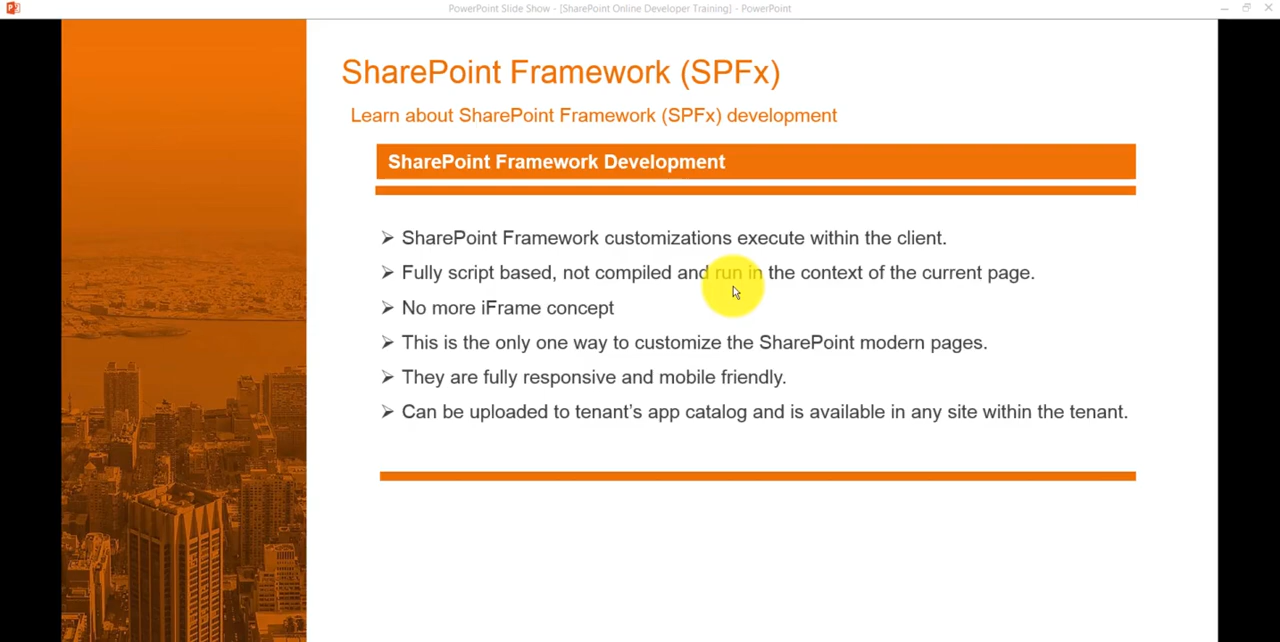 PowerPoint Slide Show - [SharePoint Online Developer Training] - PowerPoint
SharePoint Framework (SPFx)
Learn about SharePoint Framework (SPFx) development
SharePoint Framework Development
➢ SharePoint Framework customizations execute within the client.
➢ Fully script based, not compiled and run in the context of the current page.
➢ No more iFrame concept
➢ This is the only one way to customize the SharePoint modern pages.
➢ They are fully responsive and mobile friendly.
➢ Can be uploaded to tenant’s app catalog and is available in any site within the tenant.